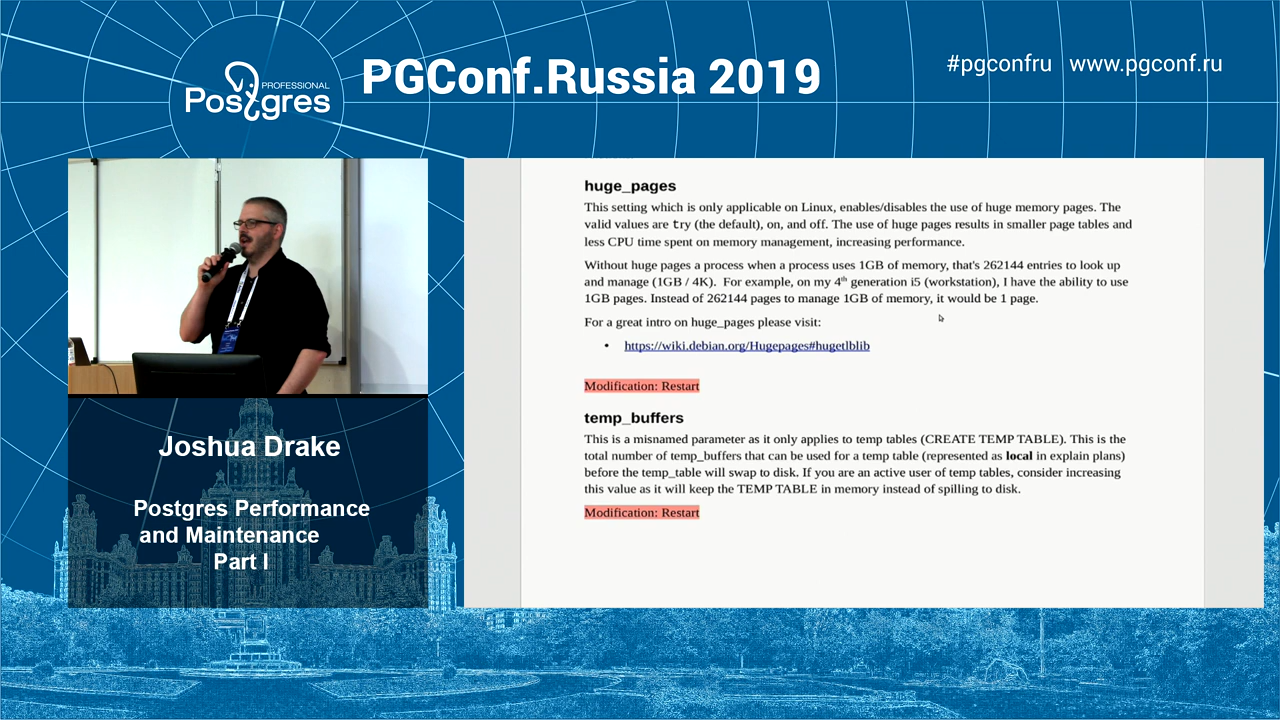 PROFESSIONAL
Postgres
PGConf.Russia 2019
#pgconfru www.pgconf.ru
huge_pages
This setting which is only applicable on Linux, enables/disables the use of huge memory pages. The
valid values are try (the default), on, and off. The use of huge pages results in smaller page tables and
less CPU time spent on memory management, increasing performance.
Without huge pages a process when a process uses 1GB of memory, that's 262144 entries to look up
and manage (1GB / 4K). For example, on my 4th generation i5 (workstation), I have the ability to use
1GB pages. Instead of 262144 pages to manage 1GB of memory, it would be 1 page.
For a great intro on huge_pages please visit:
• https://wiki.debian.org/Hugepages#hugetlblib
Modification: Restart
temp_buffers
This is a misnamed parameter as it only applies to temp tables (CREATE TEMP TABLE). This is the
total number of temp_buffers that can be used for a temp table (represented as local in explain plans)
before the temp_table will swap to disk. If you are an active user of temp tables, consider increasing
this value as it will keep the TEMP TABLE in memory instead of spilling to disk.
Modification: Restart
Joshua Drake
Postgres Performance
and Maintenance
Part I